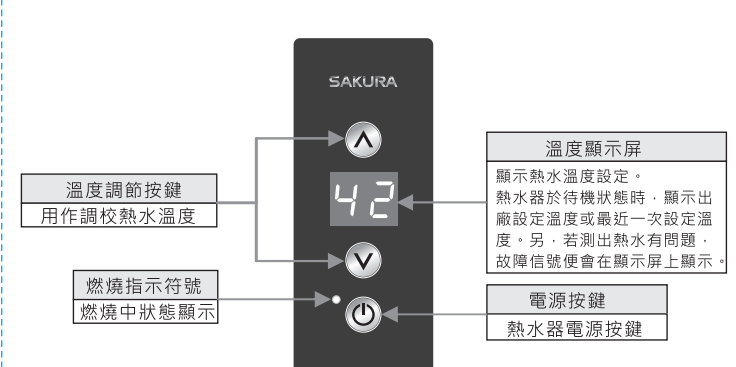 SAKURA
溫度調節按鍵
用作調校熱水溫度
42
溫度顯示屏
顯示熱水溫度設定。
熱水器於待機狀態時，顯示出
廠設定溫度或最近一次設定溫
度。另，若測出熱水有問題，
故障信號便會在顯示屏上顯示。
燃燒指示符號
燃燒中狀態顯示
電源按鍵
熱水器電源按鍵